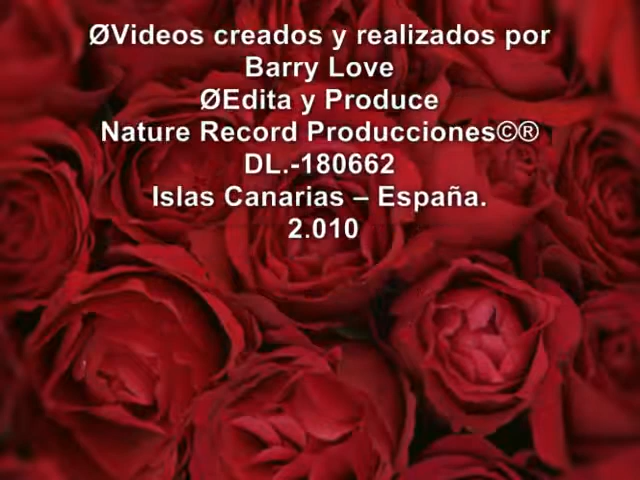 ØVideos creados y realizados por
Barry Love
ØEdita y Produce
Nature Record Producciones©®
DL.-180662
Islas Canarias – España.
2.010